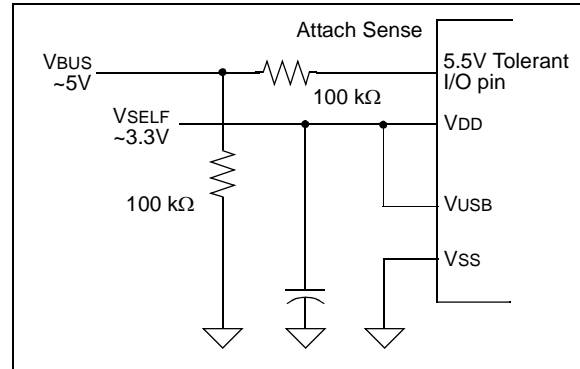 Attach Sense
VBUS
~5V
5.5V Tolerant
I/O pin
100 kΩ
VSELF
~3.3V
VDD
100 kΩ
VUSB
VSS